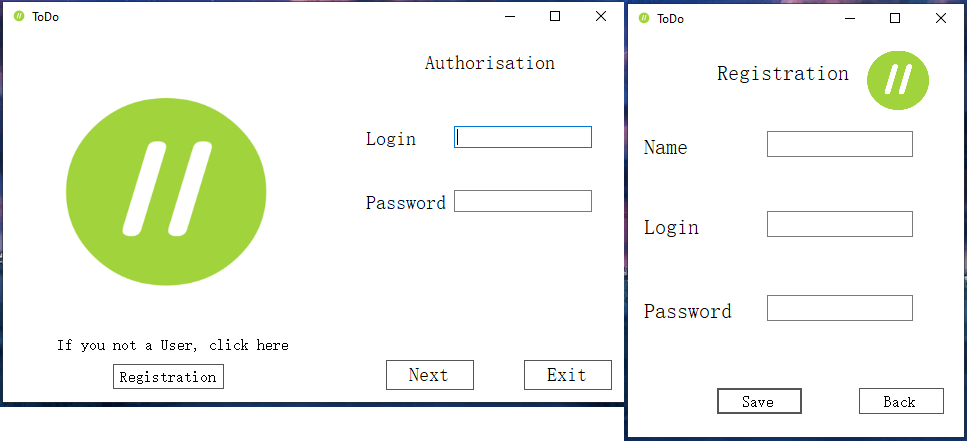 ToDo
Authorisation
Login
Password
If you not a User, click here
Registration
Next
Exit
ToDo
Registration
Name
Login
Password
Save
Back